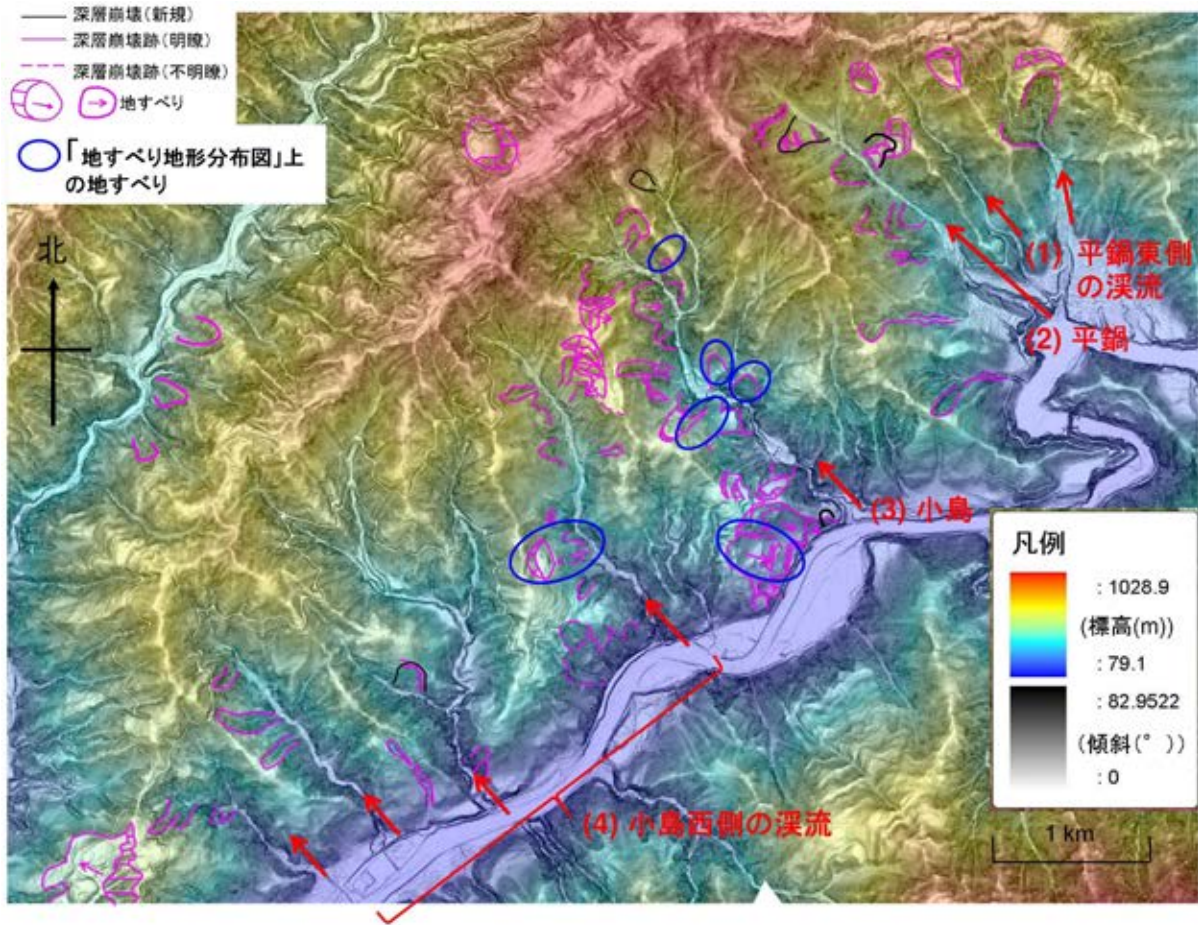 深層崩壊(新規)
深層崩壊跡(明瞭)
深層崩壊跡(不明瞭)
地すべり
「地すべり地形分布図」上
の地すべり
北
(1) 平鍋東側
の渓流
(2) 平鍋
(3) 小島
(4) 小島西側の渓流
凡例
: 1028.9
(標高(m))
: 79.1
: 82.9522
(傾斜(° ))
: 0
1 km